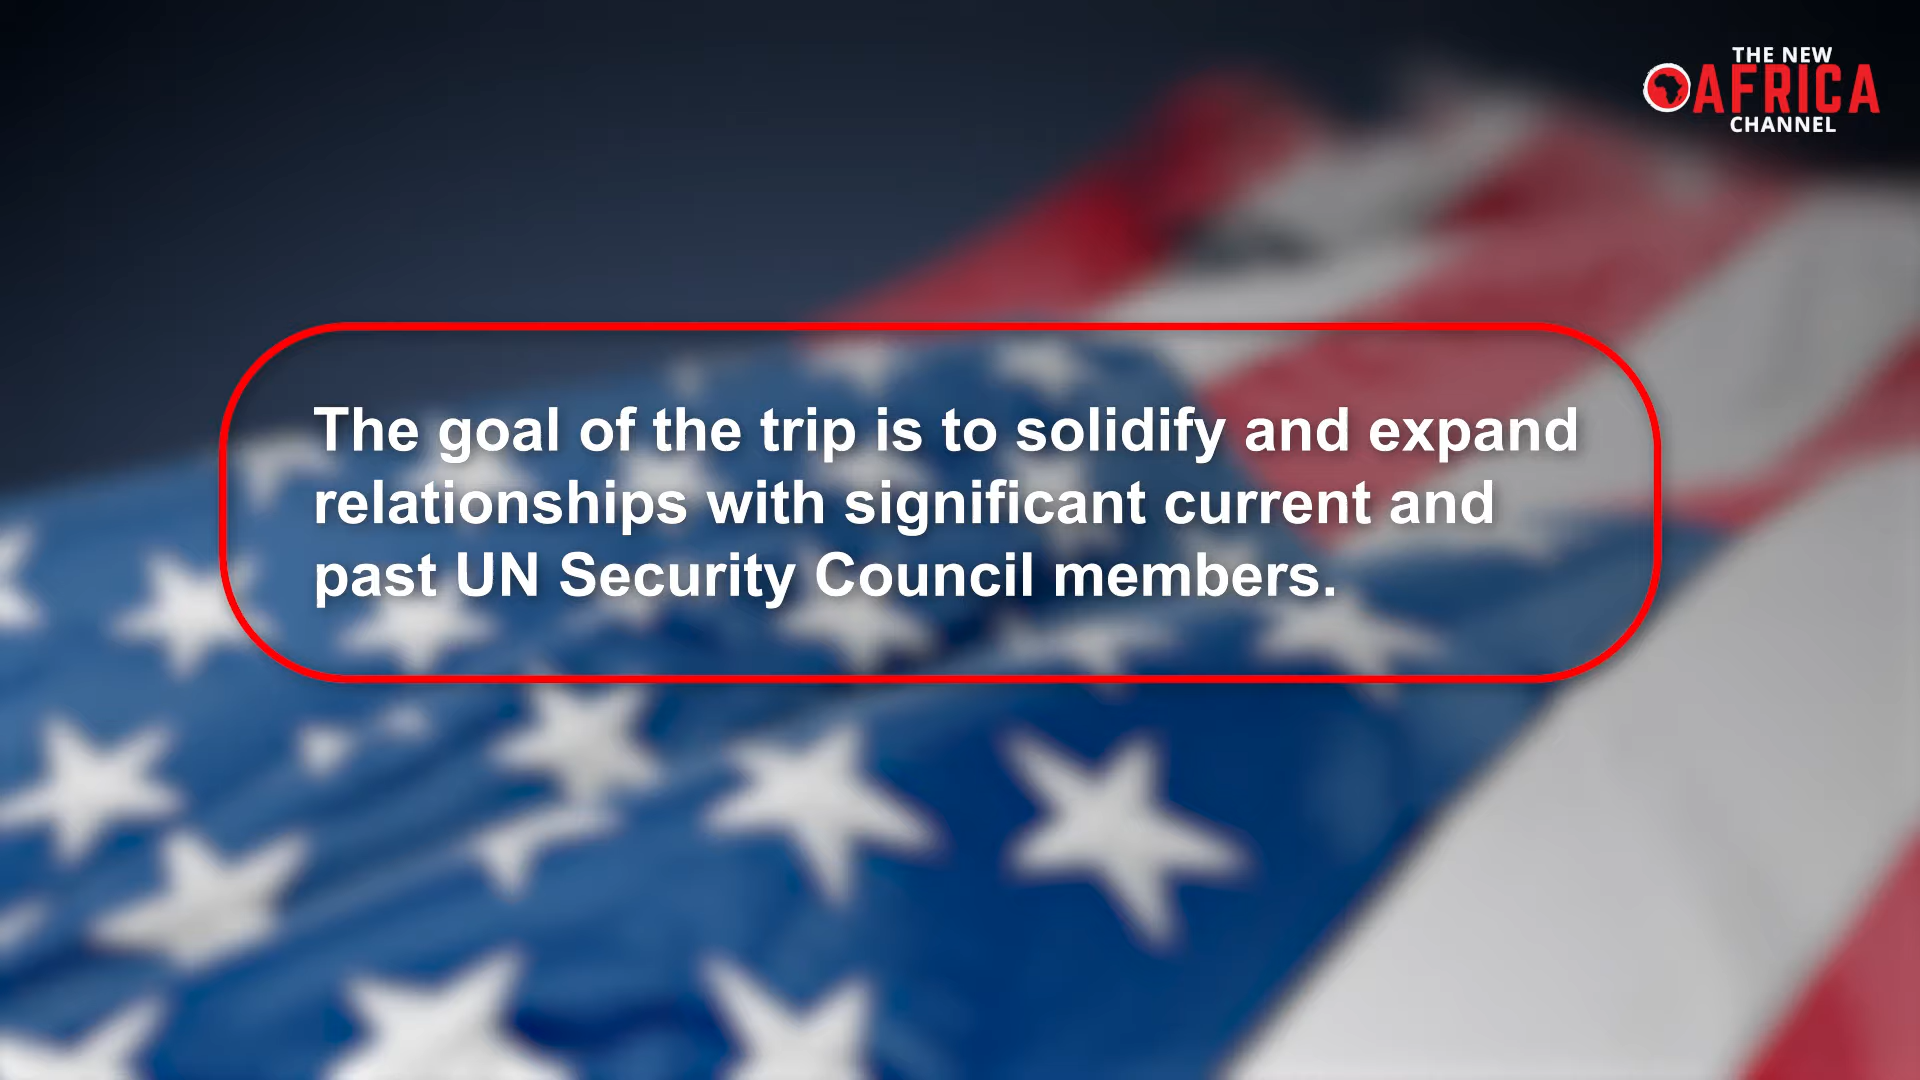 THE NEW
AFRICA
CHANNEL
The goal of the trip is to solidify and expand
relationships with significant current and
past UN Security Council members.